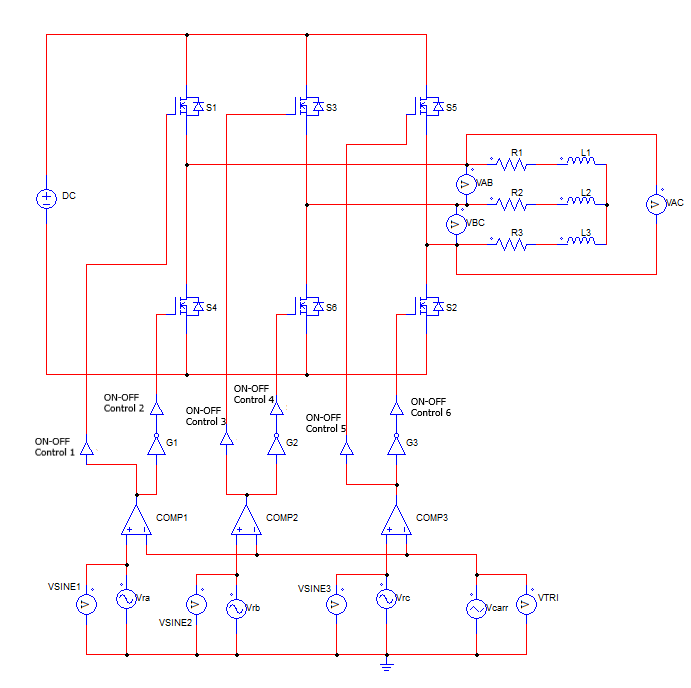 S1
S3
S5
R1
L1
DC
VAB
R2
L2
VAC
VBC
R3
L3
S4
S6
S2
ON-OFF
Control 4
ON-OFF
Control 2
ON-OFF
Control 6
ON-OFF
Control 3
ON-OFF
Control 5
ON-OFF
Control 1
G1
G2
G3
COMP1
COMP2
COMP3
VSINE1
Vra
VSINE2
Vrb
VSINE3
Vrc
Vcarr
VTRI